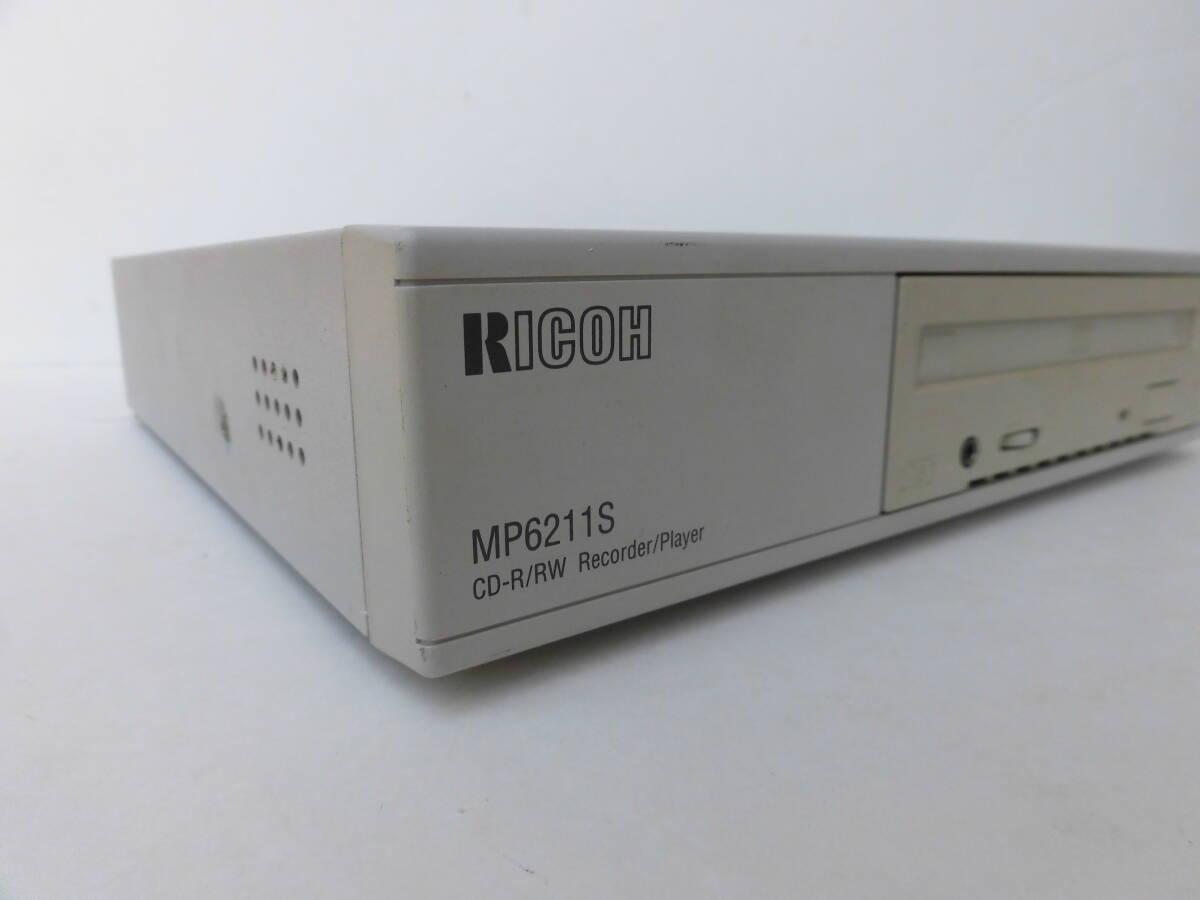 RICOH
MP6211S
CD-R/RW Recorder/Player